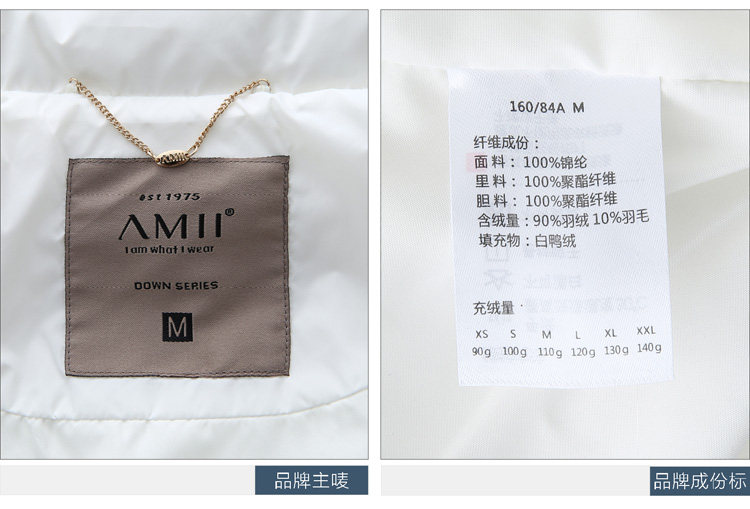 AMII
est 1975
AMII®
I am what I wear
DOWN SERIES
M
品牌主唛
160/84A M
纤维成份：
面 料：100%锦纶
里 料：100%聚酯纤维
胆 料：100%聚酯纤维
含绒量：90%羽绒 10%羽毛
填充物：白鸭绒
充绒量：
XS S M L XL XXL
90g 100g 110g 120g 130g 140g
品牌成份标